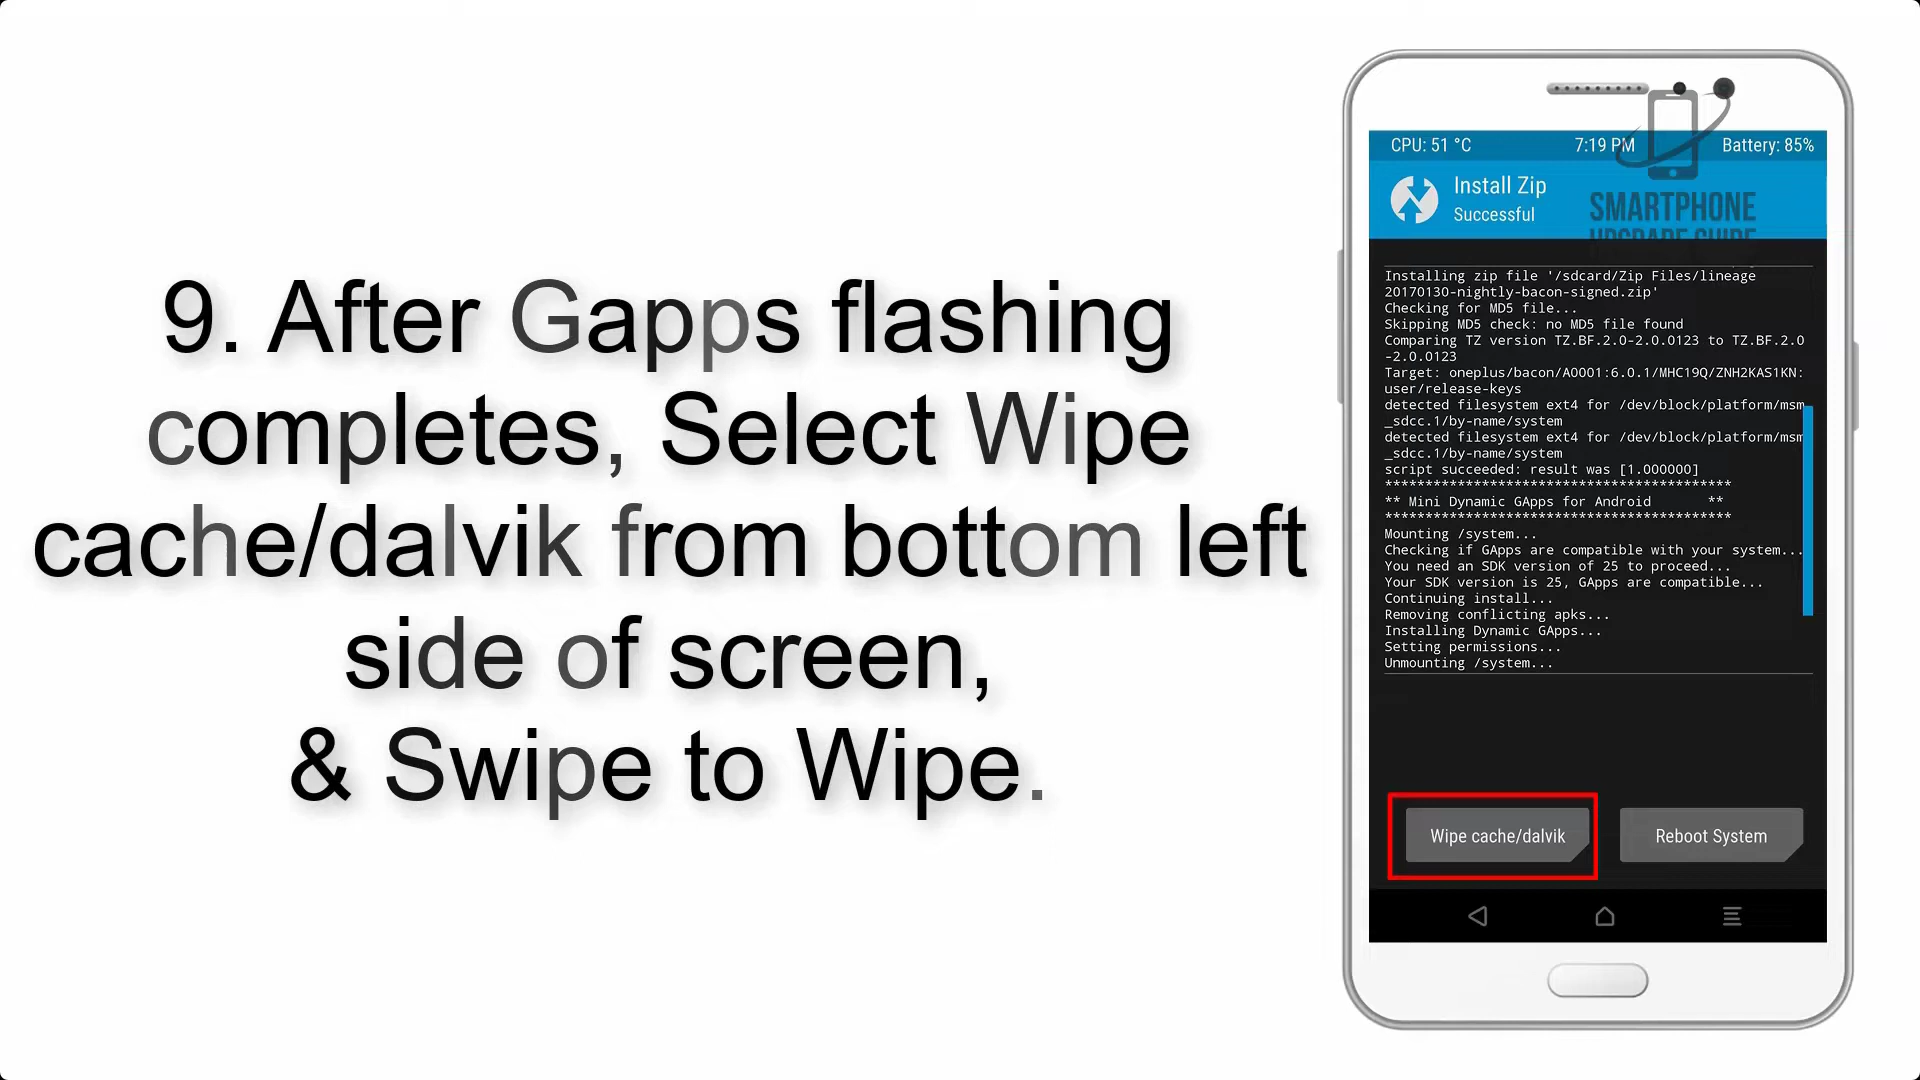 9. After Gapps flashing
completes, Select Wipe
cache/dalvik from bottom left
side of screen,
& Swipe to Wipe.
CPU: 51 °C 7:19 PM Battery: 85%
Install Zip
Successful
SMARTPHONE
UPGRADE GUIDE
Installing zip file '/sdcard/Zip Files/lineage
20170130-nightly-bacon-signed.zip'
Checking for MD5 file...
Skipping MD5 check: no MD5 file found
Comparing TZ version TZ.BF.2.0-2.0.0123 to TZ.BF.2.0
-2.0.0123
Target: oneplus/bacon/A0001:6.0.1/MHC19Q/ZNH2KAS1KN:
user/release-keys
detected filesystem ext4 for /dev/block/platform/msm
_sdcc.1/by-name/system
detected filesystem ext4 for /dev/block/platform/msm
_sdcc.1/by-name/system
script succeeded: result was [1.000000]
*******************************************
** Mini Dynamic GApps for Android **
*******************************************
Mounting /system...
Checking if GApps are compatible with your system...
You need an SDK version of 25 to proceed...
Your SDK version is 25, GApps are compatible...
Continuing install...
Removing conflicting apks...
Installing Dynamic GApps...
Setting permissions...
Unmounting /system...
Wipe cache/dalvik
Reboot System